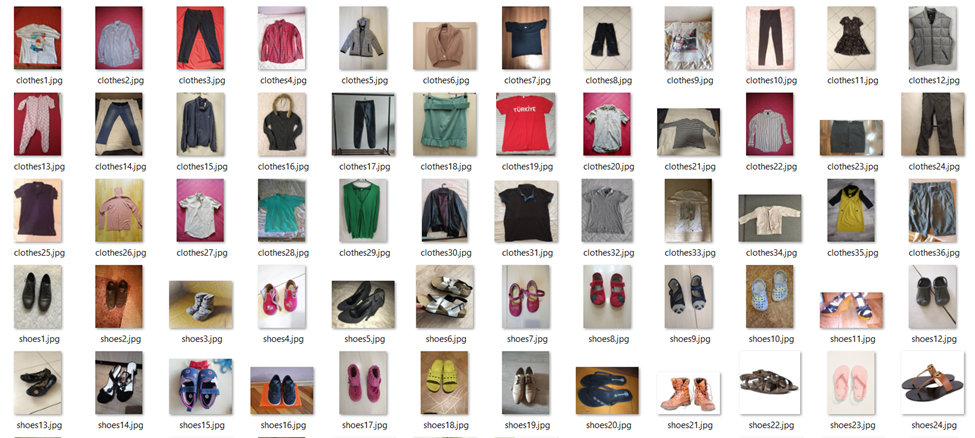 clothes1.jpg clothes2.jpg clothes3.jpg clothes4.jpg clothes5.jpg clothes6.jpg clothes7.jpg clothes8.jpg clothes9.jpg clothes10.jpg clothes11.jpg clothes12.jpg
TÜRKİYE
clothes13.jpg clothes14.jpg clothes15.jpg clothes16.jpg clothes17.jpg clothes18.jpg clothes19.jpg clothes20.jpg clothes21.jpg clothes22.jpg clothes23.jpg clothes24.jpg
clothes25.jpg clothes26.jpg clothes27.jpg clothes28.jpg clothes29.jpg clothes30.jpg clothes31.jpg clothes32.jpg clothes33.jpg clothes34.jpg clothes35.jpg clothes36.jpg
shoes1.jpg shoes2.jpg shoes3.jpg shoes4.jpg shoes5.jpg shoes6.jpg shoes7.jpg shoes8.jpg shoes9.jpg shoes10.jpg shoes11.jpg shoes12.jpg
shoes13.jpg shoes14.jpg shoes15.jpg shoes16.jpg shoes17.jpg shoes18.jpg shoes19.jpg shoes20.jpg shoes21.jpg shoes22.jpg shoes23.jpg shoes24.jpg